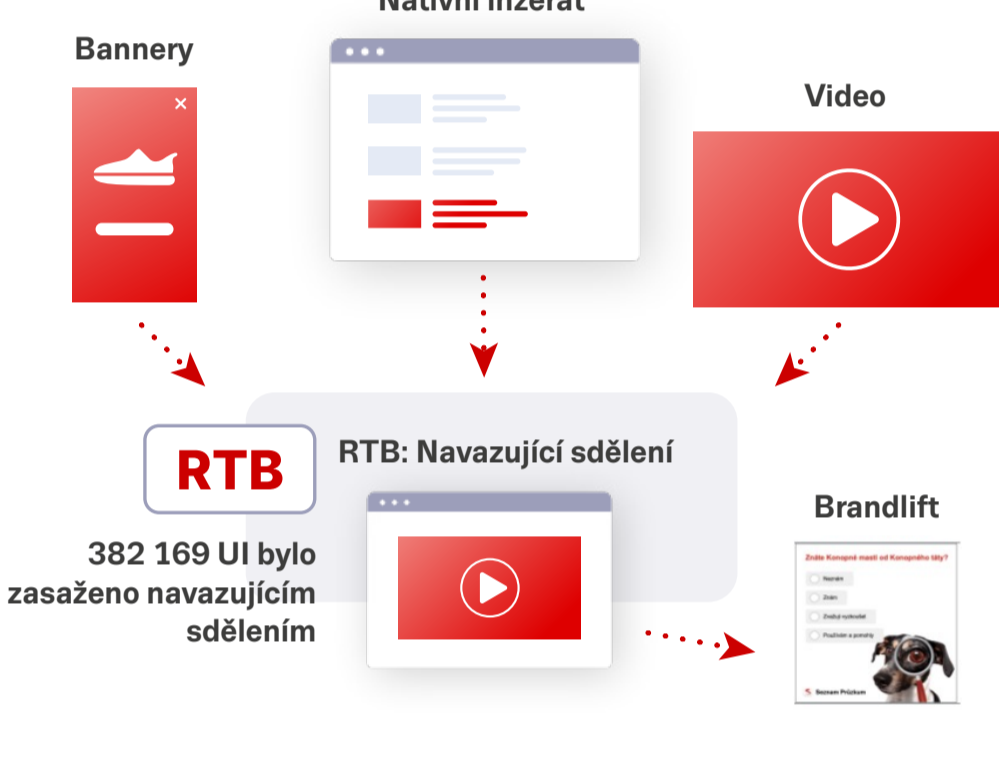 Nativní inzerát
Bannery
Video
RTB
RTB: Navazující sdělení
382 169 UI bylo
zasaženo navazujícím
sdělením
Brandlift
Znáte Konopné masti od Konopného táty?
Neznám
Znám
Zvažuji vyzkoušet
Používám a pomohly
Seznam Průzkum